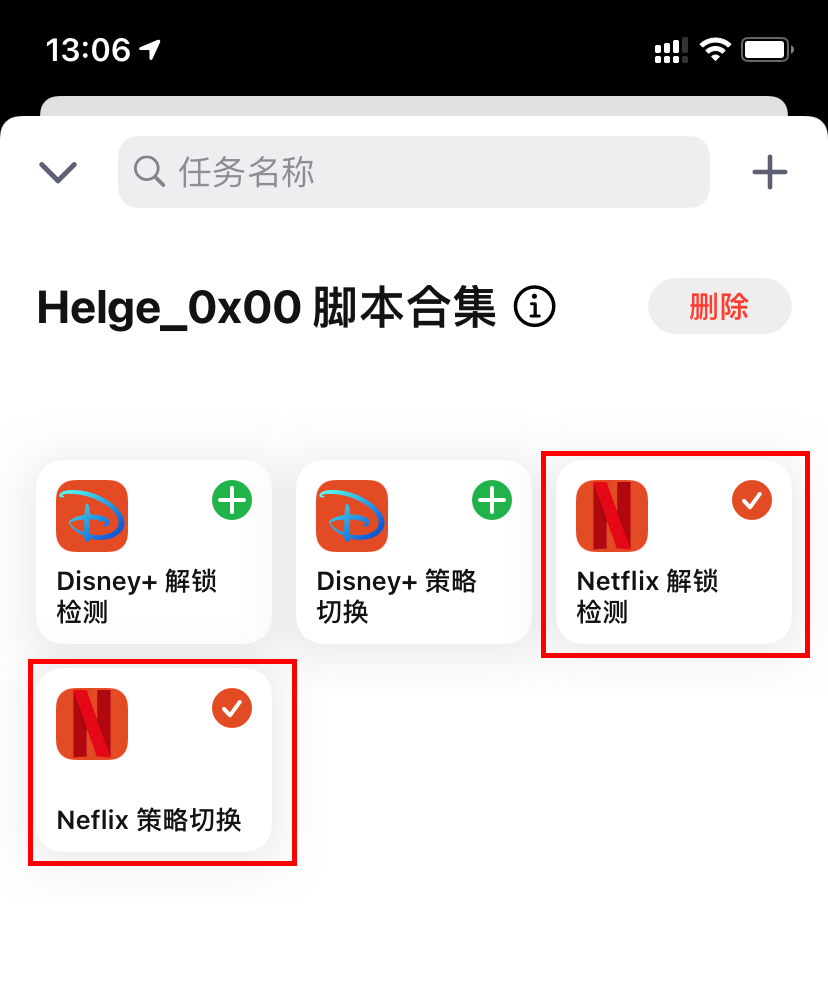 13:06
任务名称
Helge_0x00 脚本合集
删除
Disney+ 解锁
检测
Disney+ 策略
切换
Netflix 解锁
检测
Neflix 策略切换